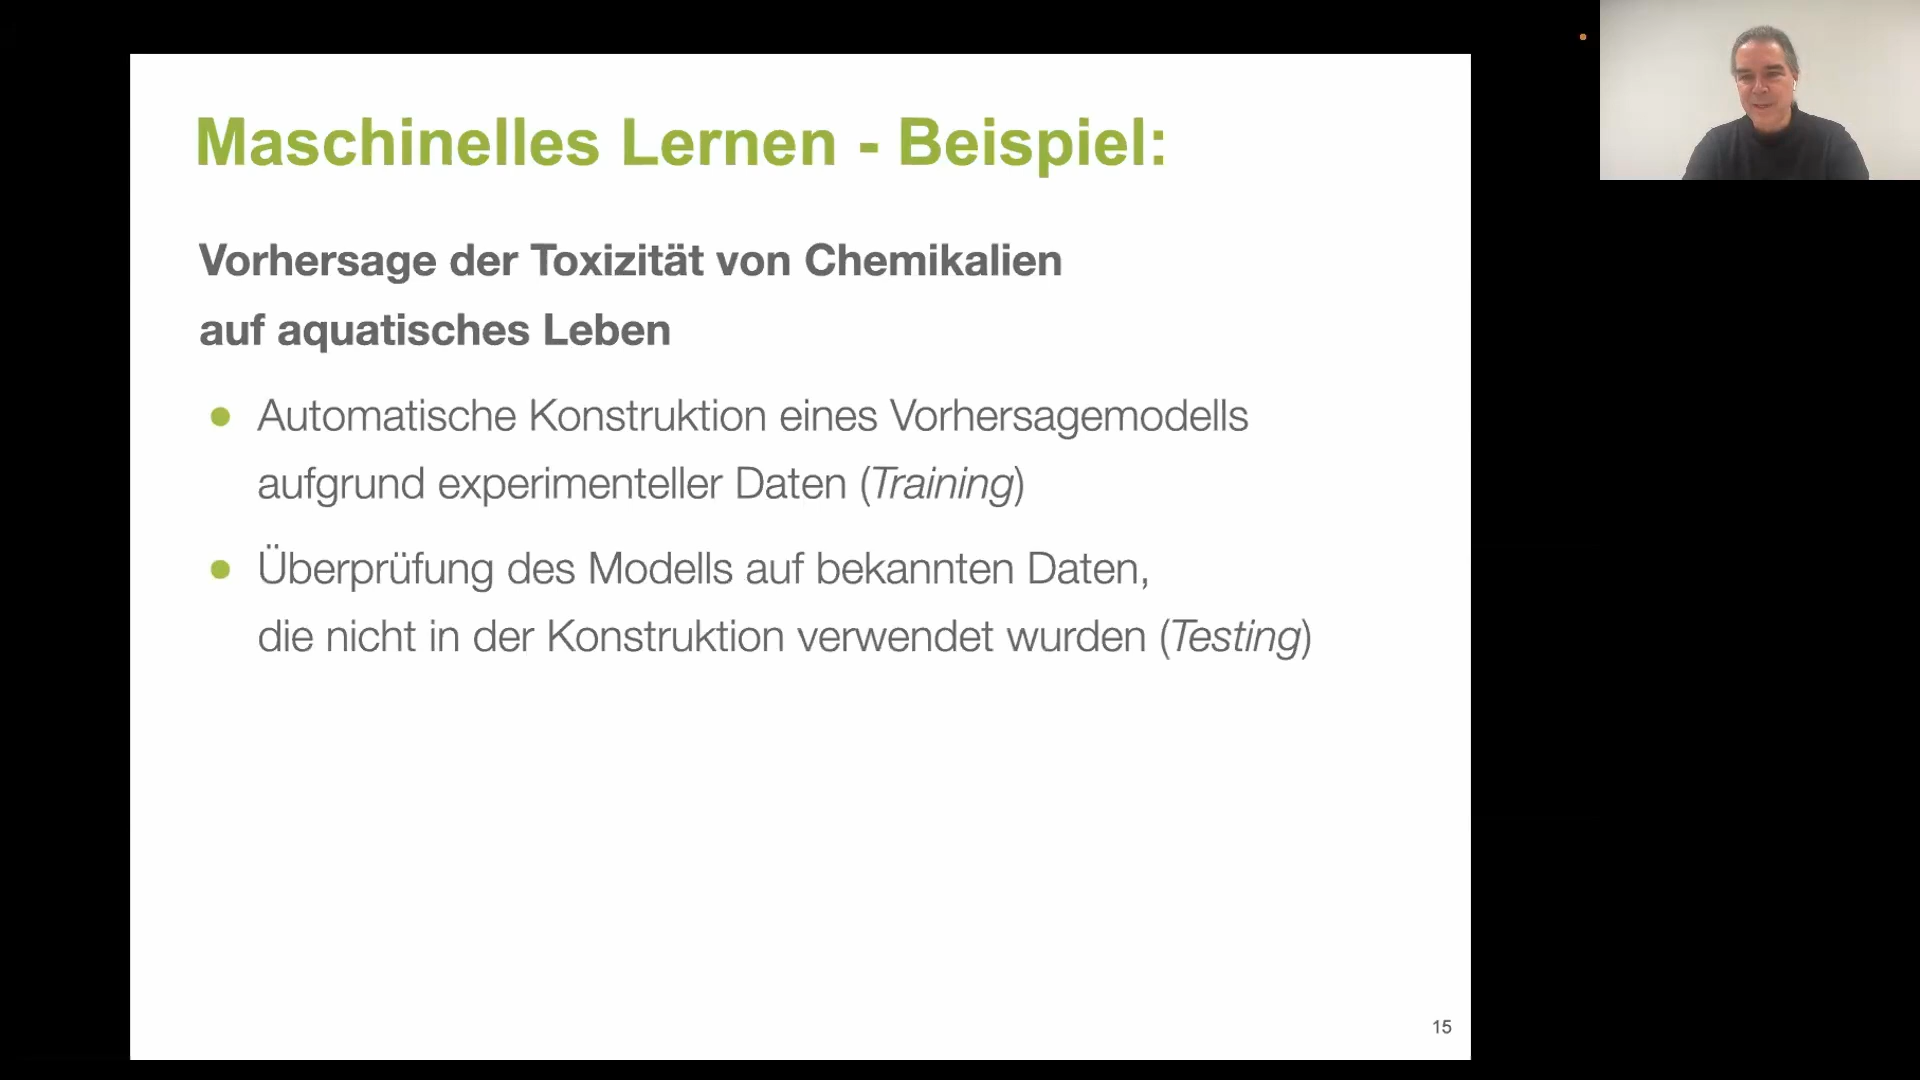 Maschinelles Lernen - Beispiel:
Vorhersage der Toxizität von Chemikalien
auf aquatisches Leben
Automatische Konstruktion eines Vorhersagemodells
aufgrund experimenteller Daten (Training)
Überprüfung des Modells auf bekannten Daten,
die nicht in der Konstruktion verwendet wurden (Testing)
15